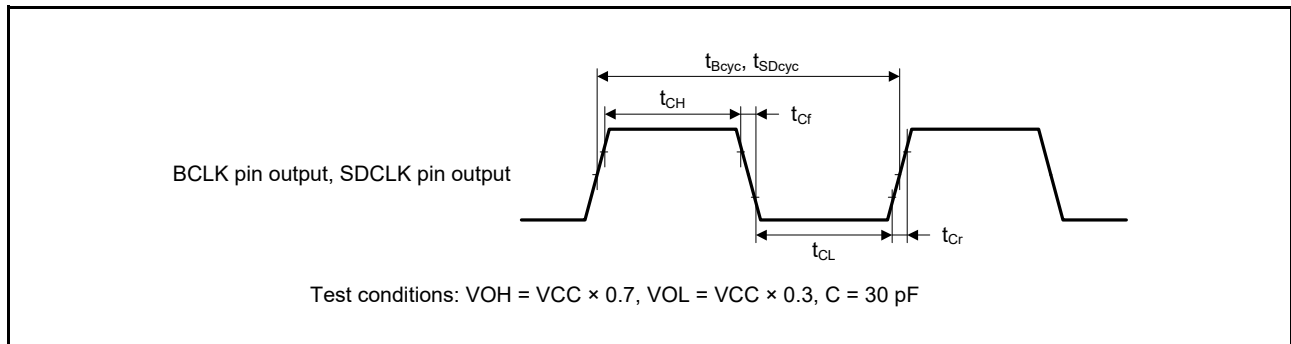 tBcyc, tSDcyc
tCH
tCf
BCLK pin output, SDCLK pin output
tCL
tCr
Test conditions: VOH = VCC × 0.7, VOL = VCC × 0.3, C = 30 pF